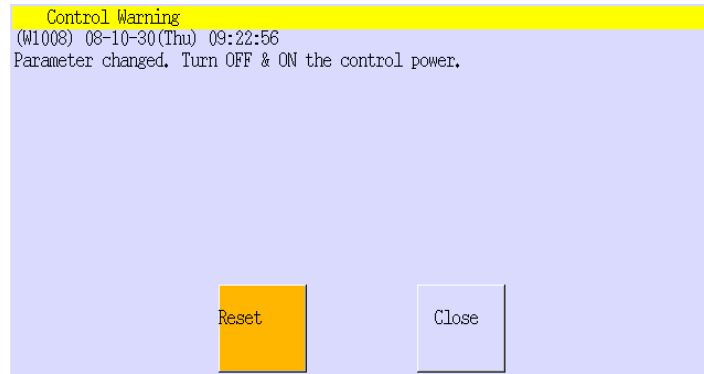 Control Warning
(W1008) 08-10-30(Thu) 09:22:56
Parameter changed. Turn OFF & ON the control power.
Reset
Close